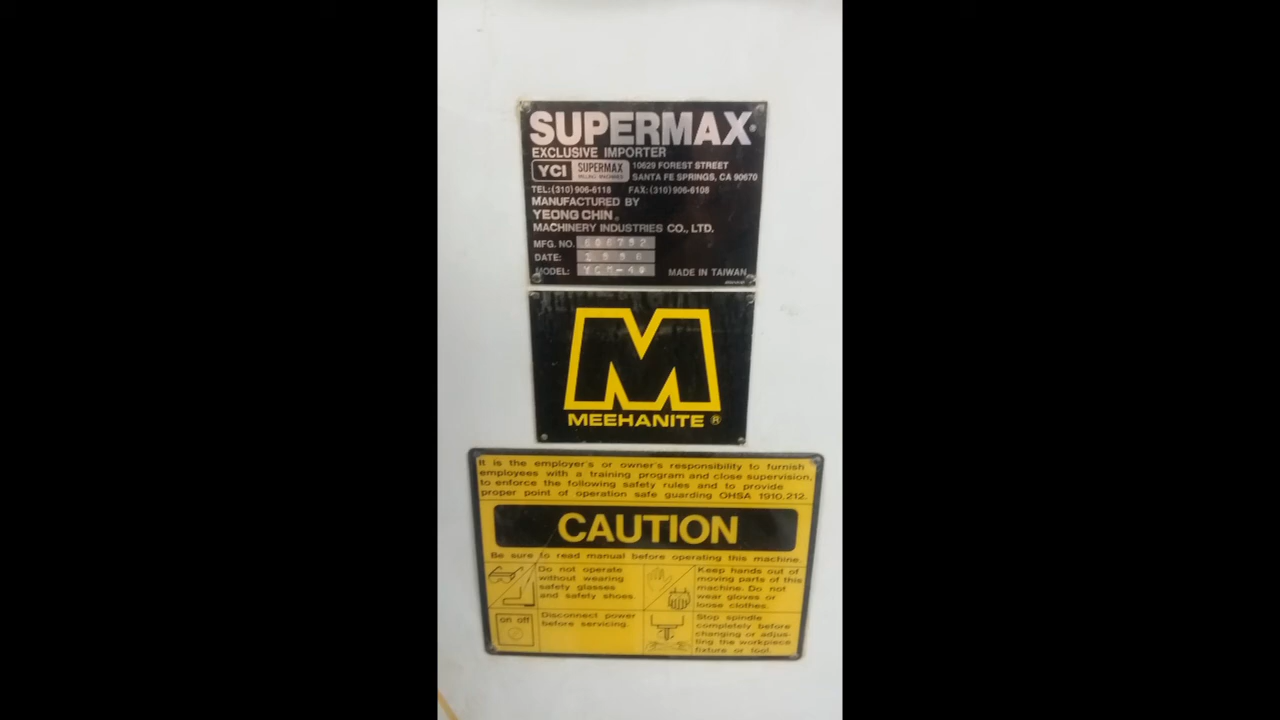 SUPERMAX®
EXCLUSIVE IMPORTER
YCI SUPERMAX MILLING MACHINES
10629 FOREST STREET
SANTA FE SPRINGS, CA 90670
TEL:(310)906-6118 FAX:(310)906-6108
MANUFACTURED BY
YEONG CHIN®
MACHINERY INDUSTRIES CO., LTD.
MFG. NO.
DATE:
MODEL: MADE IN TAIWAN
M
MEEHANITE ®
It is the employer's or owner's responsibility to furnish
employees with a training program and close supervision,
to enforce the following safety rules and to provide
proper point of operation safe guarding OHSA 1910.212.
CAUTION
Be sure to read manual before operating this machine.
Do not operate
without wearing
safety glasses
and safety shoes.
Keep hands out of
moving parts of this
machine. Do not
wear gloves or
loose clothes.
on off
Disconnect power
before servicing.
Stop spindle
completely before
changing or adjus-
ting the workpiece
fixture or tool.